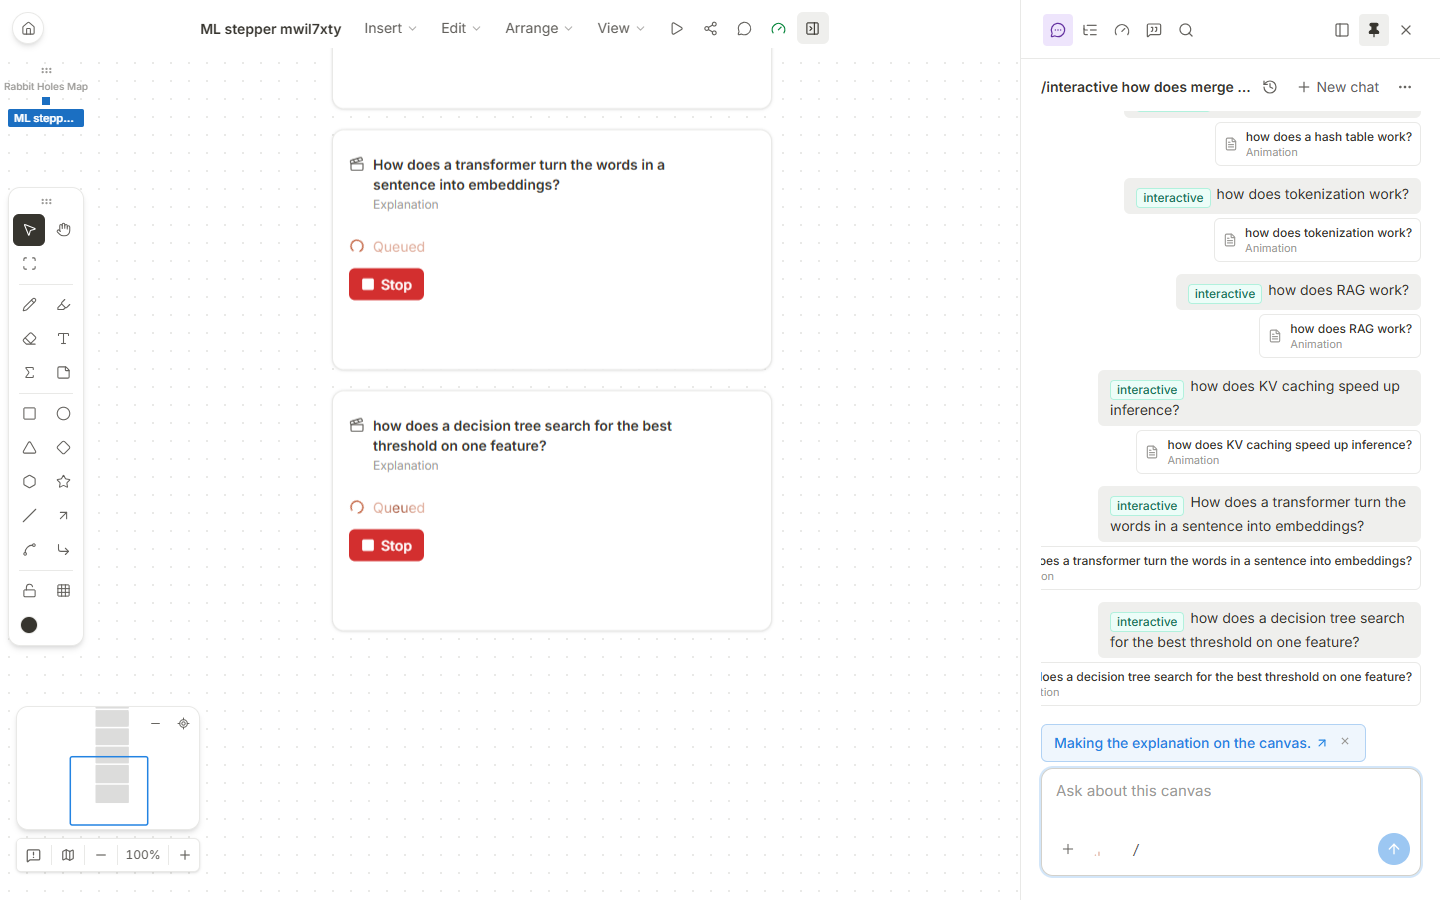 ML stepper mwil7xty
Insert
Edit
Arrange
View
Rabbit Holes Map
ML stepp...
How does a transformer turn the words in a
sentence into embeddings?
Explanation
Queued
Stop
how does a decision tree search for the best
threshold on one feature?
Explanation
Queued
Stop
100%
/interactive how does merge ...
New chat
how does a hash table work?
Animation
interactive how does tokenization work?
how does tokenization work?
Animation
interactive how does RAG work?
how does RAG work?
Animation
interactive how does KV caching speed up
inference?
how does KV caching speed up inference?
Animation
interactive How does a transformer turn the
words in a sentence into embeddings?
oes a transformer turn the words in a sentence into embeddings?
on
interactive how does a decision tree search
for the best threshold on one feature?
does a decision tree search for the best threshold on one feature?
tion
Making the explanation on the canvas.
Ask about this canvas
/